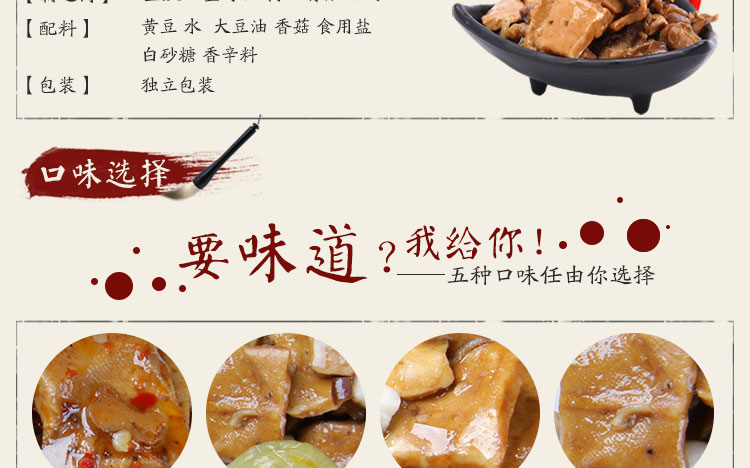 【配料】 黄豆 水 大豆油 香菇 食用盐
白砂糖 香辛料
【包装】 独立包装
口味选择
要味道？我给你！
——五种口味任由你选择